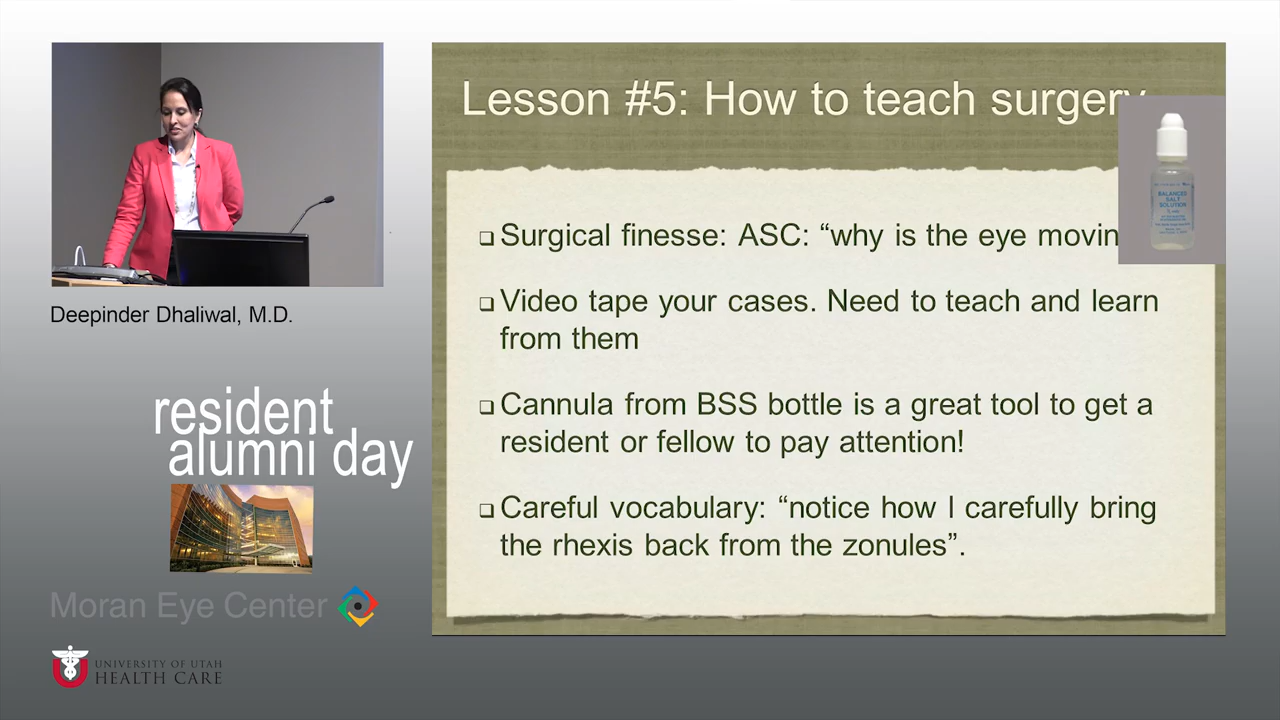 Lesson #5: How to teach surgery
Surgical finesse: ASC: “why is the eye movin
Video tape your cases. Need to teach and learn
from them
Cannula from BSS bottle is a great tool to get a
resident or fellow to pay attention!
Careful vocabulary: “notice how I carefully bring
the rhexis back from the zonules”.
BALANCED
SALT
SOLUTION
Deepinder Dhaliwal, M.D.
resident
alumni day
Moran Eye Center
UNIVERSITY OF UTAH
HEALTH CARE